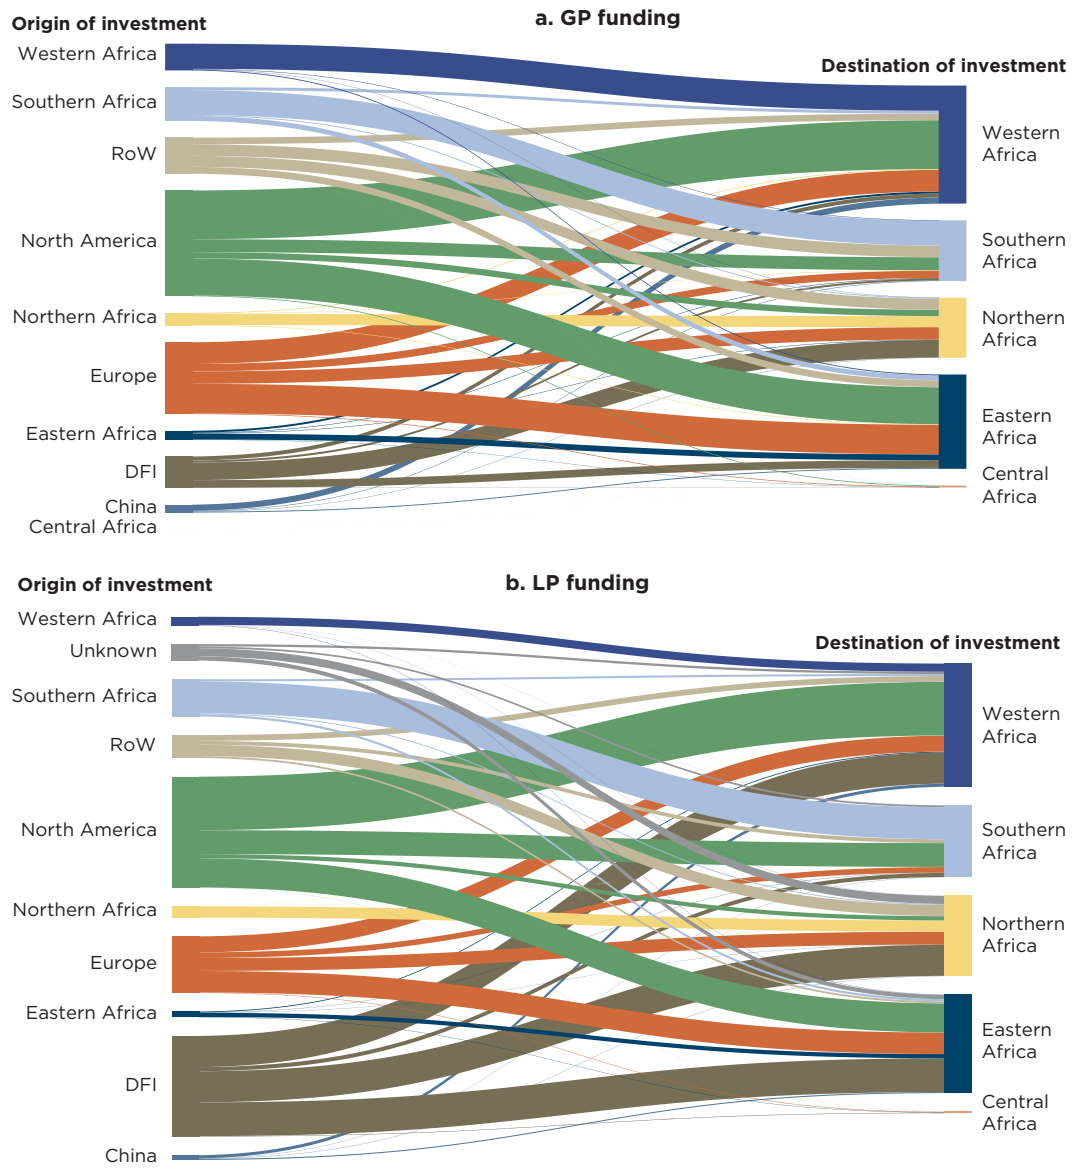 a. GP funding
Origin of investment
Destination of investment
Western Africa
Southern Africa
RoW
North America
Northern Africa
Europe
Eastern Africa
DFI
China
Central Africa
Western
Africa
Southern
Africa
Northern
Africa
Eastern
Africa
Central
Africa
b. LP funding
Origin of investment
Destination of investment
Western Africa
Unknown
Southern Africa
RoW
North America
Northern Africa
Europe
Eastern Africa
DFI
China
Western
Africa
Southern
Africa
Northern
Africa
Eastern
Africa
Central
Africa